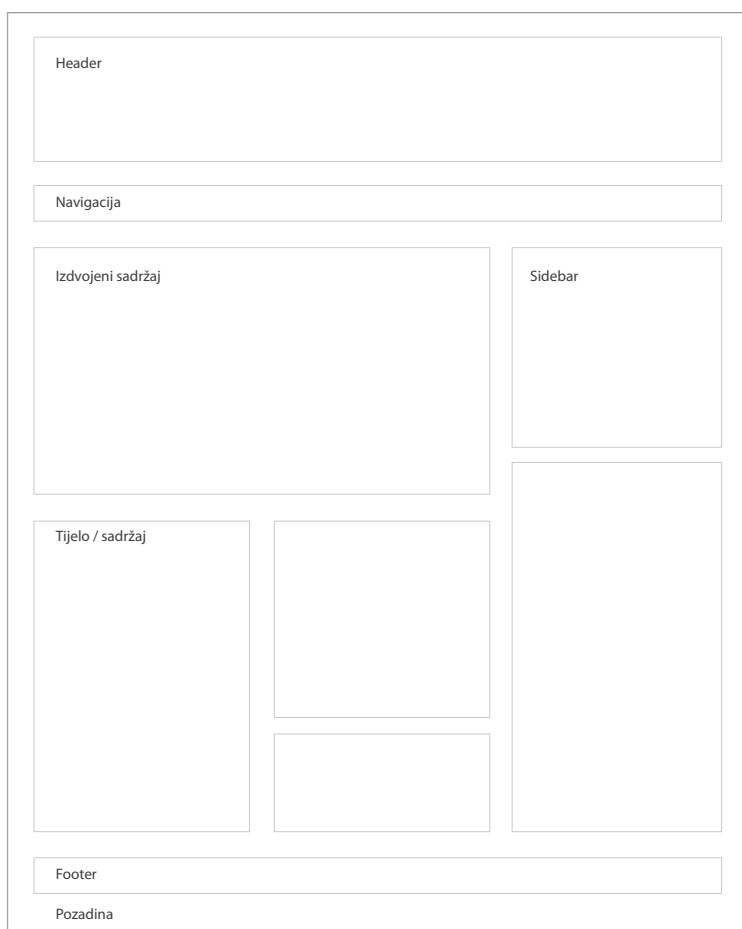 Header
Navigacija
Izdvojeni sadržaj
Sidebar
Tijelo / sadržaj
Footer
Pozadina